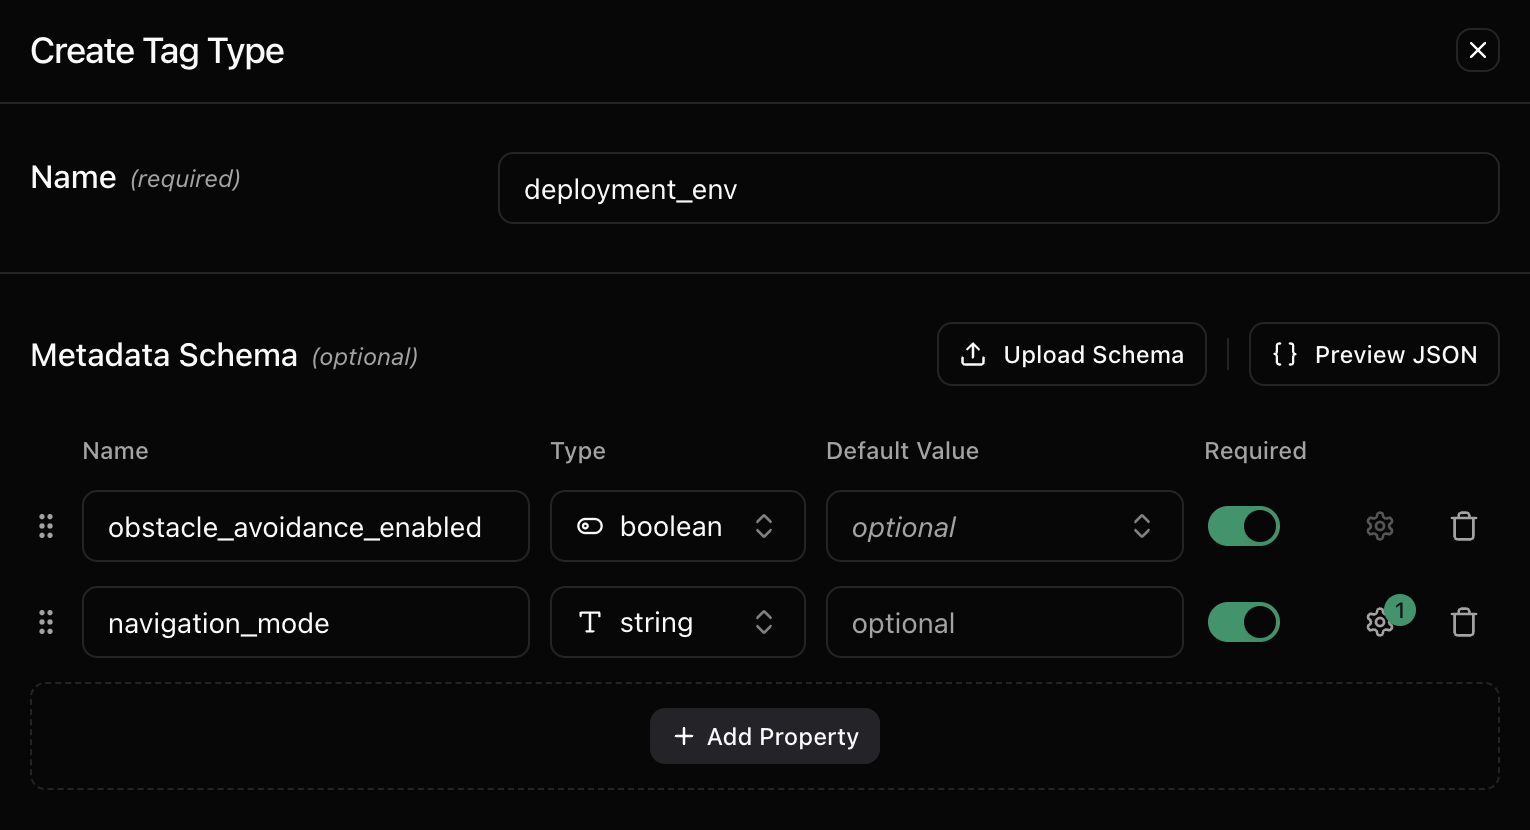 Create Tag Type
Name (required)
deployment_env
Metadata Schema (optional)
Upload Schema
{} Preview JSON
Name Type Default Value Required
obstacle_avoidance_enabled boolean optional
navigation_mode T string optional 1
+ Add Property